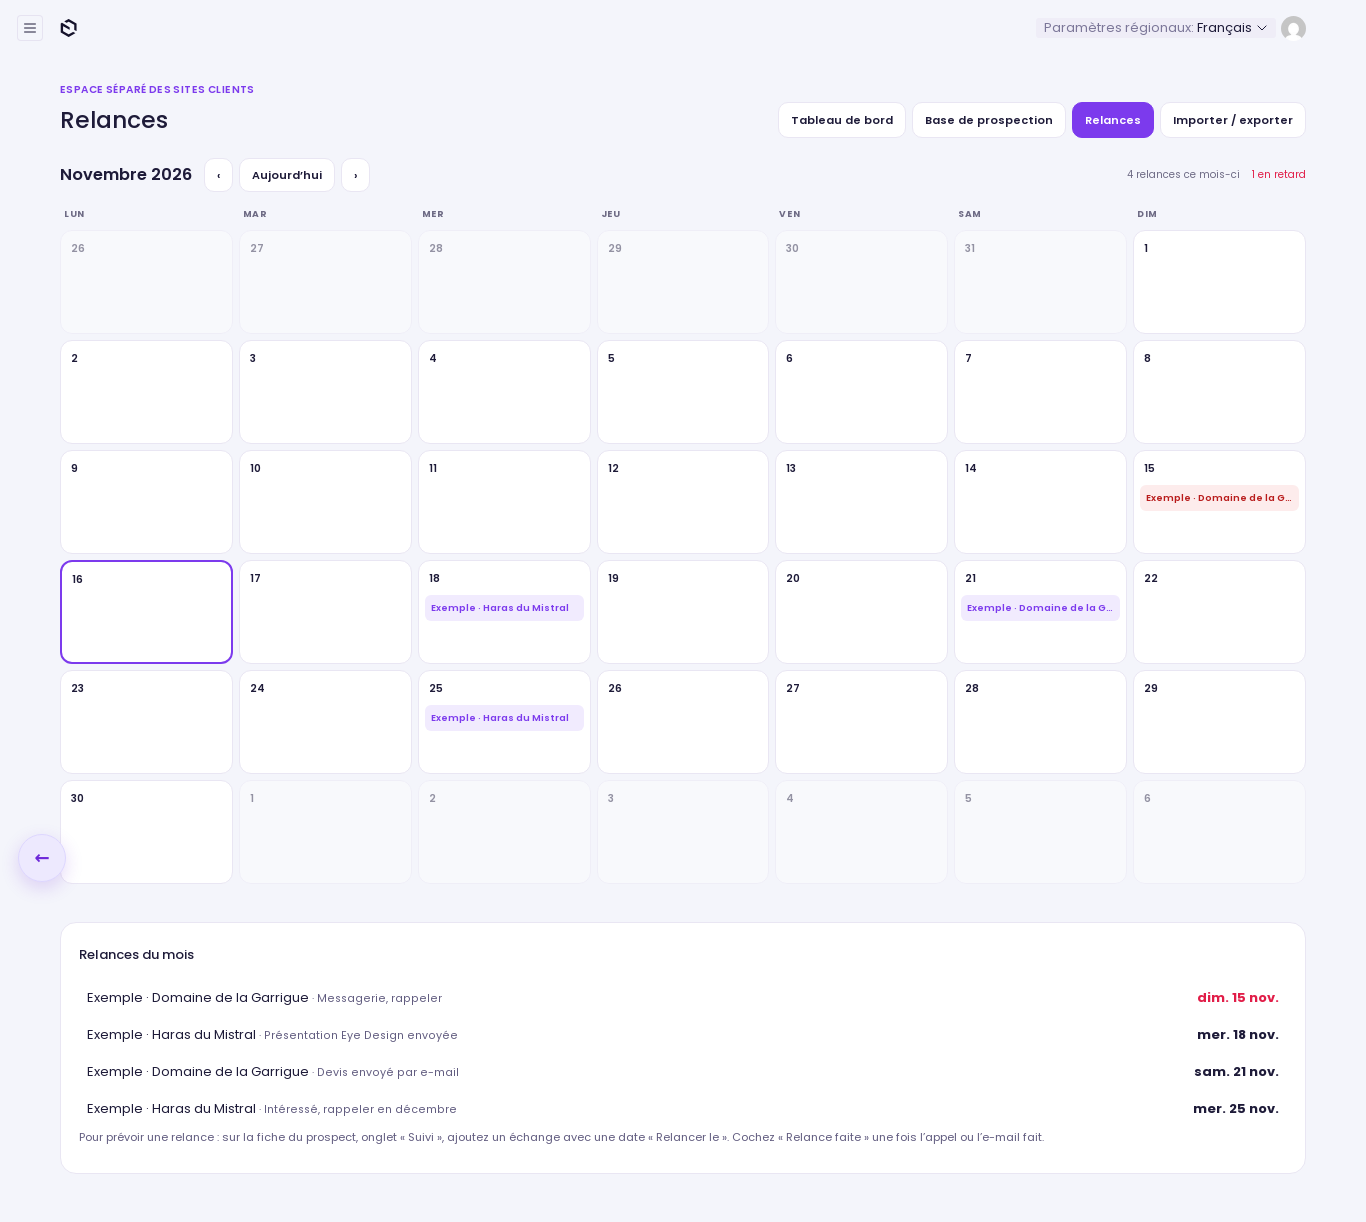 Paramètres régionaux: Français
ESPACE SÉPARÉ DES SITES CLIENTS
Relances
Tableau de bord
Base de prospection
Relances
Importer / exporter
Novembre 2026
‹
Aujourd’hui
›
4 relances ce mois-ci
1 en retard
LUN MAR MER JEU VEN SAM DIM
26 27 28 29 30 31 1
2 3 4 5 6 7 8
9 10 11 12 13 14 15
Exemple · Domaine de la G…
16 17 18 19 20 21 22
Exemple · Haras du Mistral
Exemple · Domaine de la G…
23 24 25 26 27 28 29
Exemple · Haras du Mistral
30 1 2 3 4 5 6
←
Relances du mois
Exemple · Domaine de la Garrigue · Messagerie, rappeler dim. 15 nov.
Exemple · Haras du Mistral · Présentation Eye Design envoyée mer. 18 nov.
Exemple · Domaine de la Garrigue · Devis envoyé par e-mail sam. 21 nov.
Exemple · Haras du Mistral · Intéressé, rappeler en décembre mer. 25 nov.
Pour prévoir une relance : sur la fiche du prospect, onglet « Suivi », ajoutez un échange avec une date « Relancer le ». Cochez « Relance faite » une fois l’appel ou l’e-mail fait.